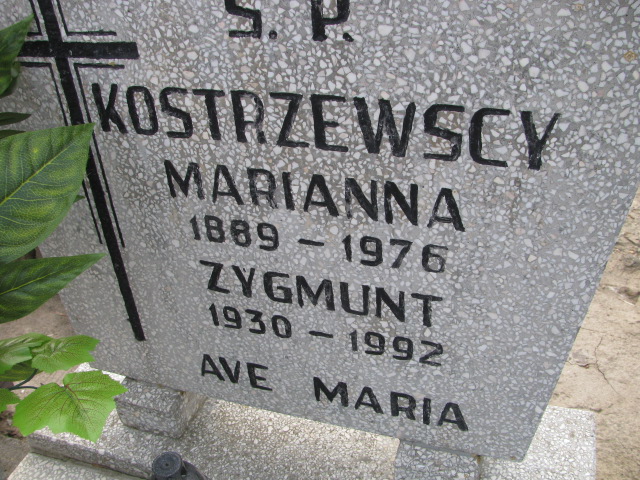 Ś. P.
KOSTRZEWSCY
MARIANNA
1889 – 1976
ZYGMUNT
1930 – 1992
AVE MARIA